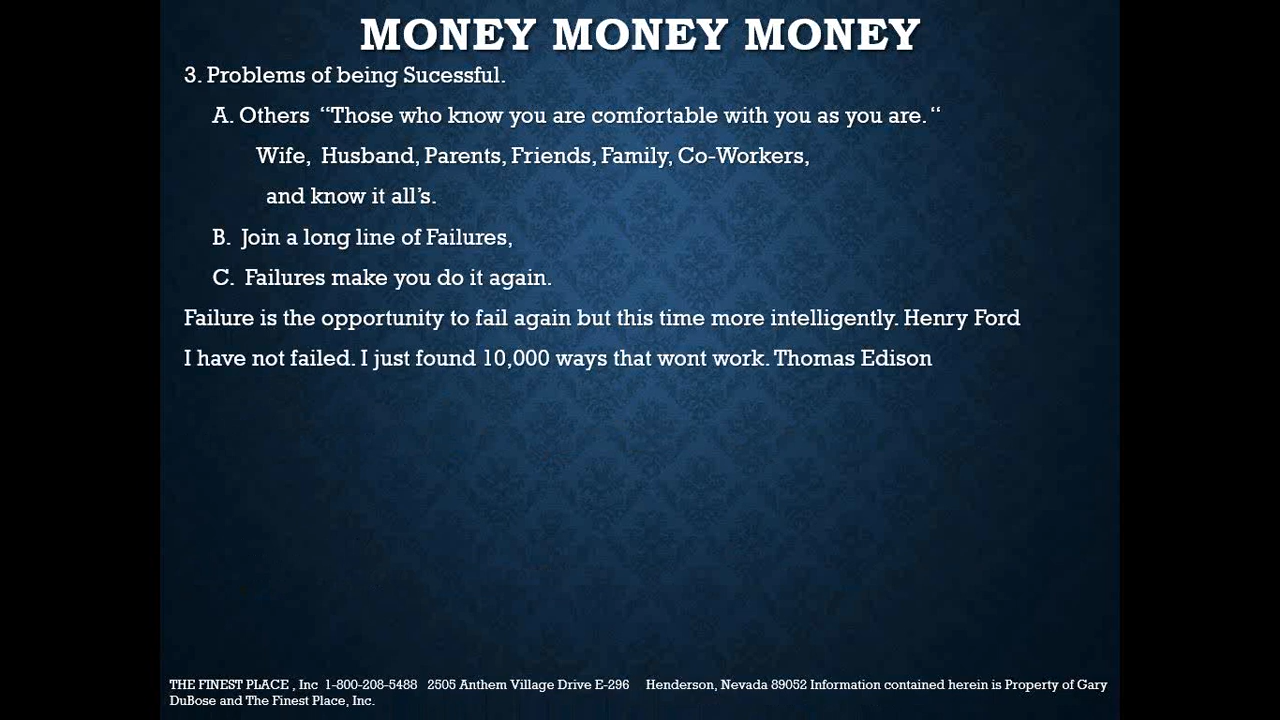 MONEY MONEY MONEY
3. Problems of being Sucessful.
A. Others “Those who know you are comfortable with you as you are.“
Wife, Husband, Parents, Friends, Family, Co-Workers,
and know it all’s.
B. Join a long line of Failures,
C. Failures make you do it again.
Failure is the opportunity to fail again but this time more intelligently. Henry Ford
I have not failed. I just found 10,000 ways that wont work. Thomas Edison
THE FINEST PLACE , Inc 1-800-208-5488 2505 Anthem Village Drive E-296 Henderson, Nevada 89052 Information contained herein is Property of Gary
DuBose and The Finest Place, Inc.